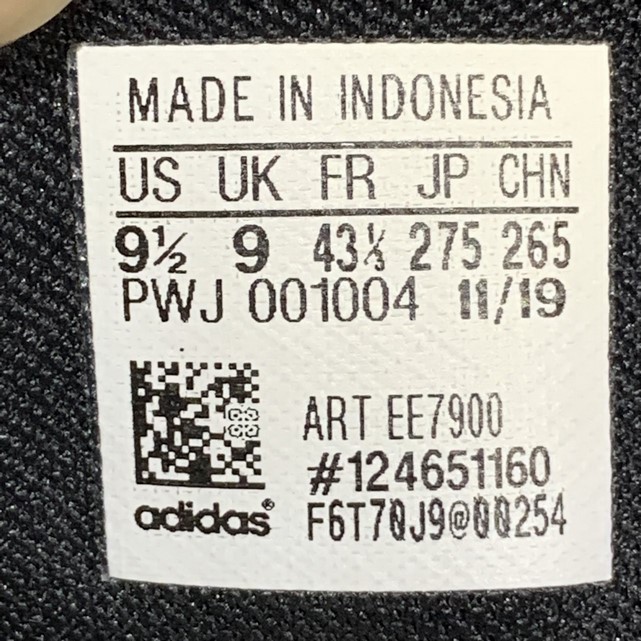 MADE IN INDONESIA
US UK FR JP CHN
9½ 9 43⅓ 275 265
PWJ 001004 11/19
ART EE7900
#124651160
adidas® F6T70J9@00254